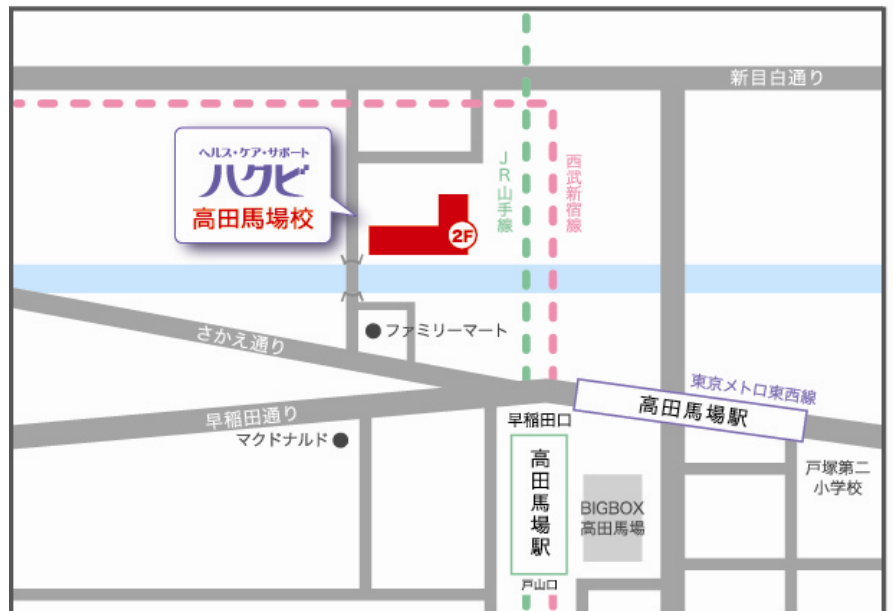 新目白通り
ヘルス・ケア・サポート
ハクビ
高田馬場校
JR山手線
西武新宿線
2F
さかえ通り
ファミリーマート
東京メトロ東西線
高田馬場駅
早稲田通り
早稲田口
マクドナルド
高田馬場駅
BIGBOX
高田馬場
戸塚第二
小学校
戸山口